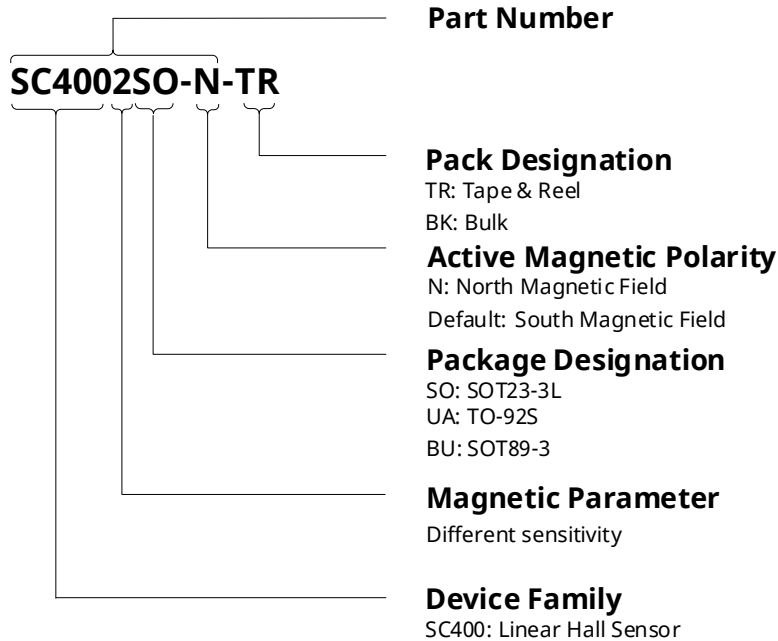 Part Number
SC4002SO-N-TR
Pack Designation
TR: Tape & Reel
BK: Bulk
Active Magnetic Polarity
N: North Magnetic Field
Default: South Magnetic Field
Package Designation
SO: SOT23-3L
UA: TO-92S
BU: SOT89-3
Magnetic Parameter
Different sensitivity
Device Family
SC400: Linear Hall Sensor